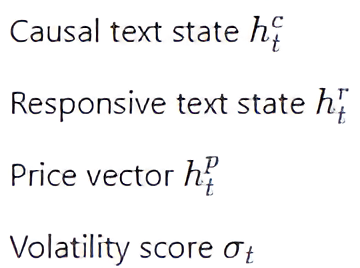 Causal text state $h_t^c$
Responsive text state $h_t^r$
Price vector $h_t^p$
Volatility score $\sigma_t$